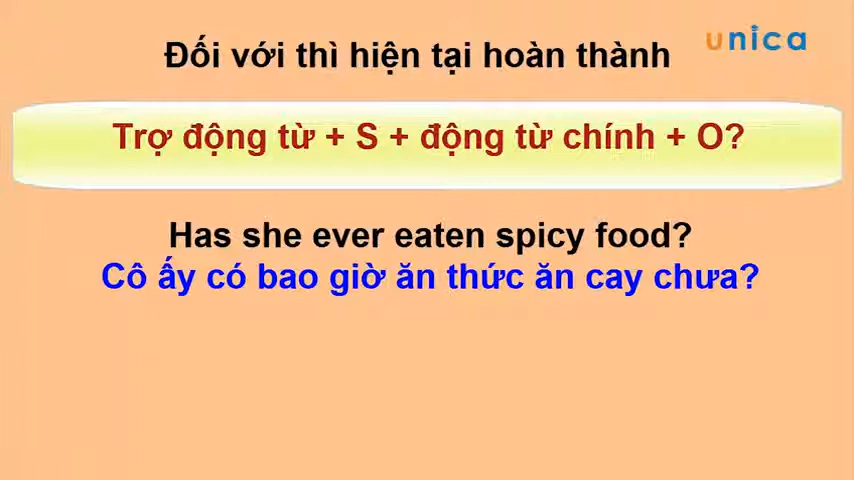 unica
Đối với thì hiện tại hoàn thành
Trợ động từ + S + động từ chính + O?
Has she ever eaten spicy food?
Cô ấy có bao giờ ăn thức ăn cay chưa?